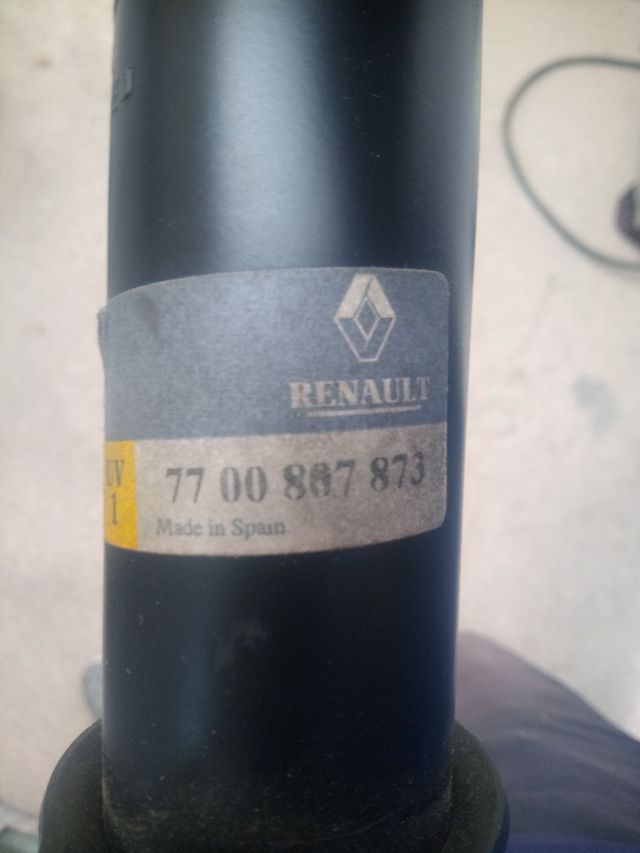 RENAULT
UV
1
77 00 867 873
Made in Spain